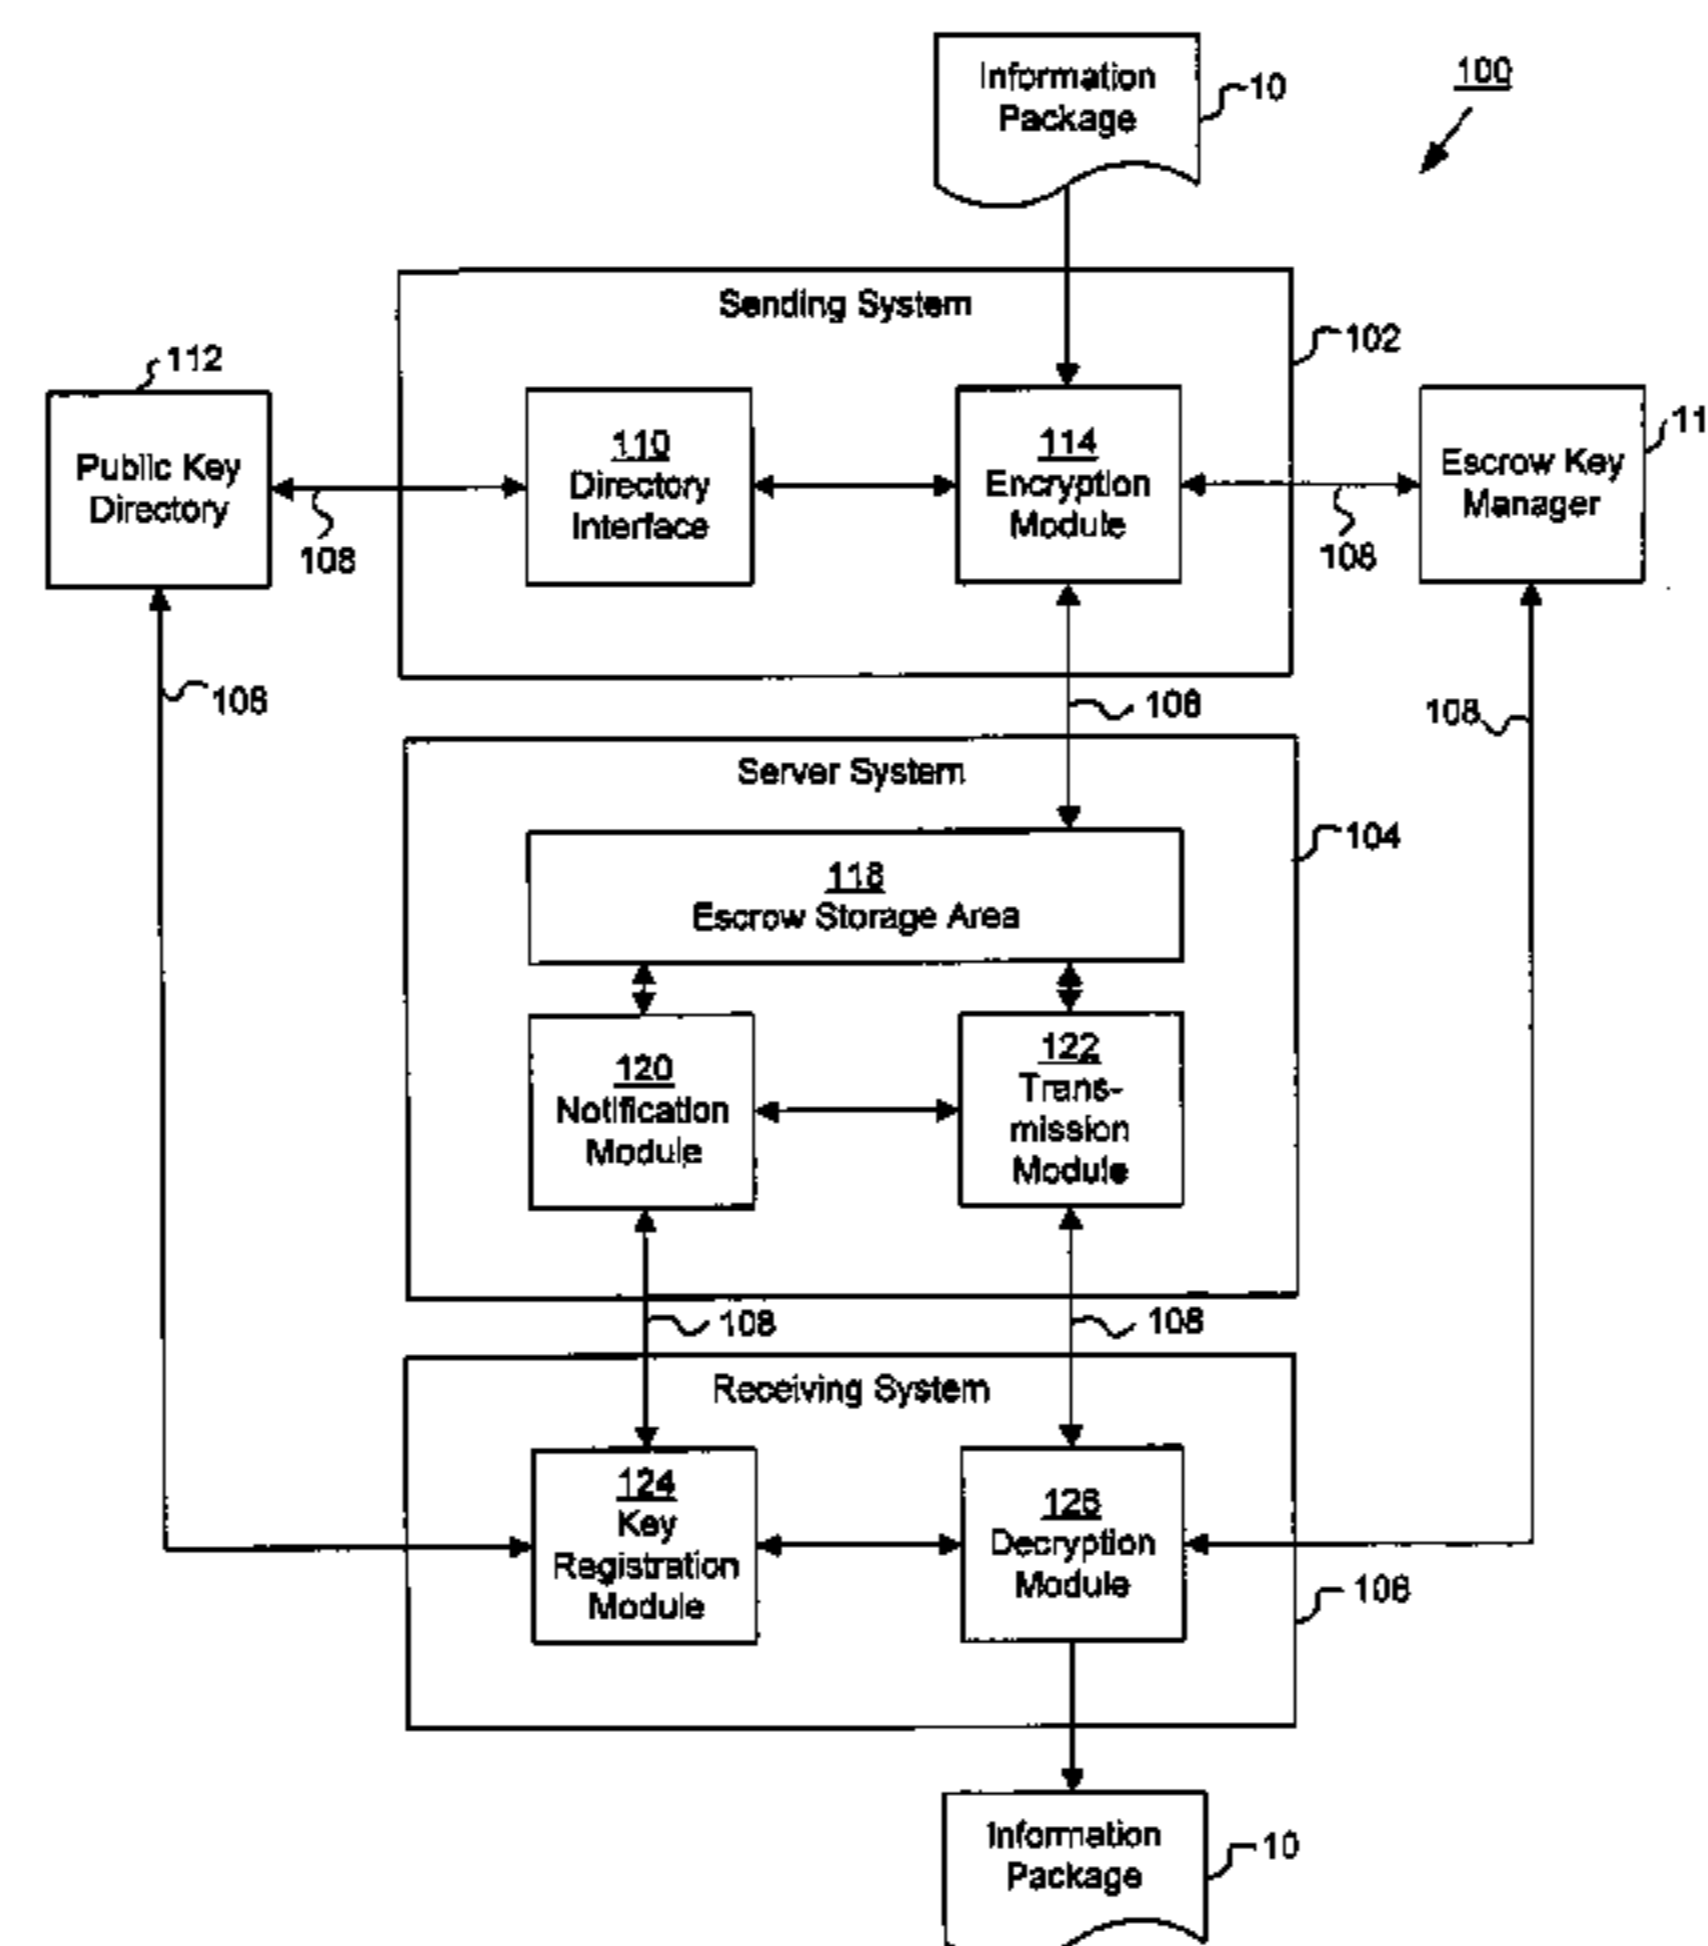 Information
Package
10
100
Sending System
102
112
Public Key
Directory
108
110
Directory
Interface
114
Encryption
Module
108
Escrow Key
Manager
11
108
108
108
Server System
104
118
Escrow Storage Area
120
Notification
Module
122
Trans-
mission
Module
108
108
Receiving System
124
Key
Registration
Module
126
Decryption
Module
106
Information
Package
10